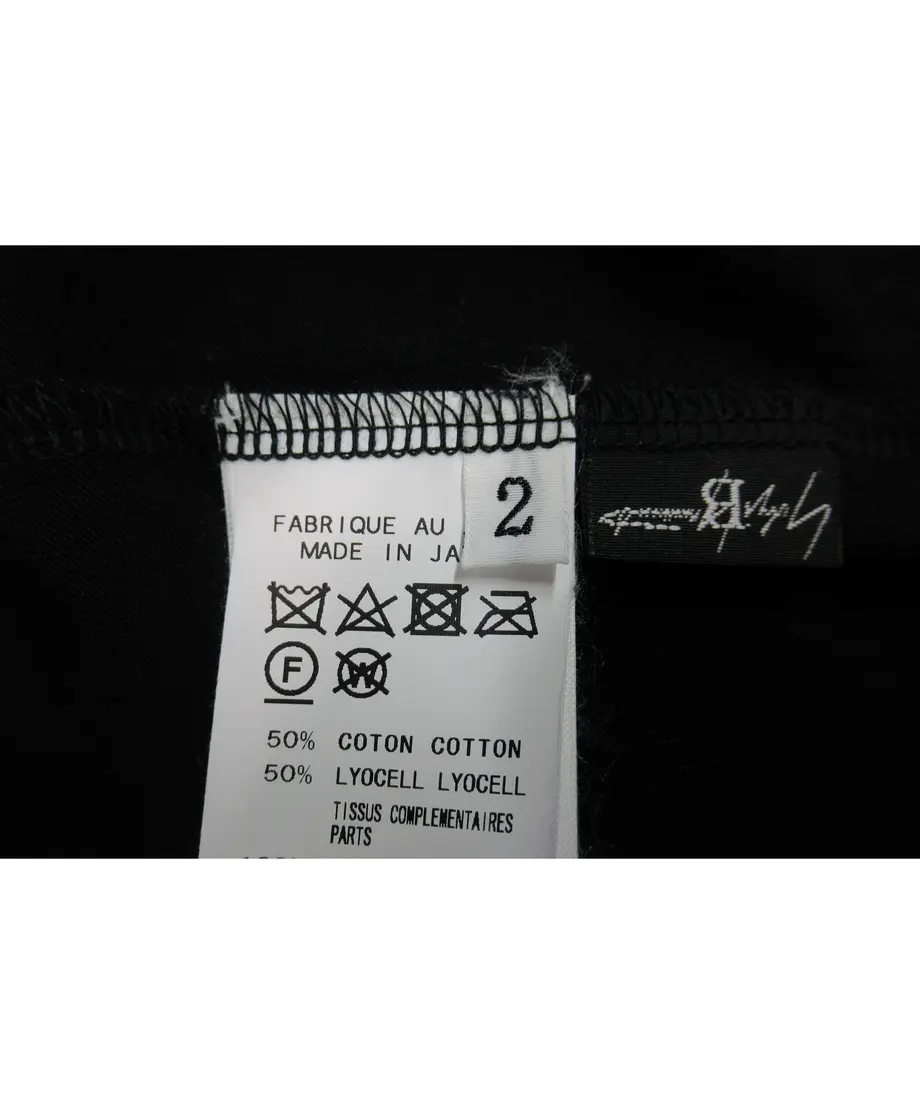 2
FABRIQUE AU
MADE IN JA
F
W
50% COTON COTTON
50% LYOCELL LYOCELL
TISSUS COMPLEMENTAIRES
PARTS